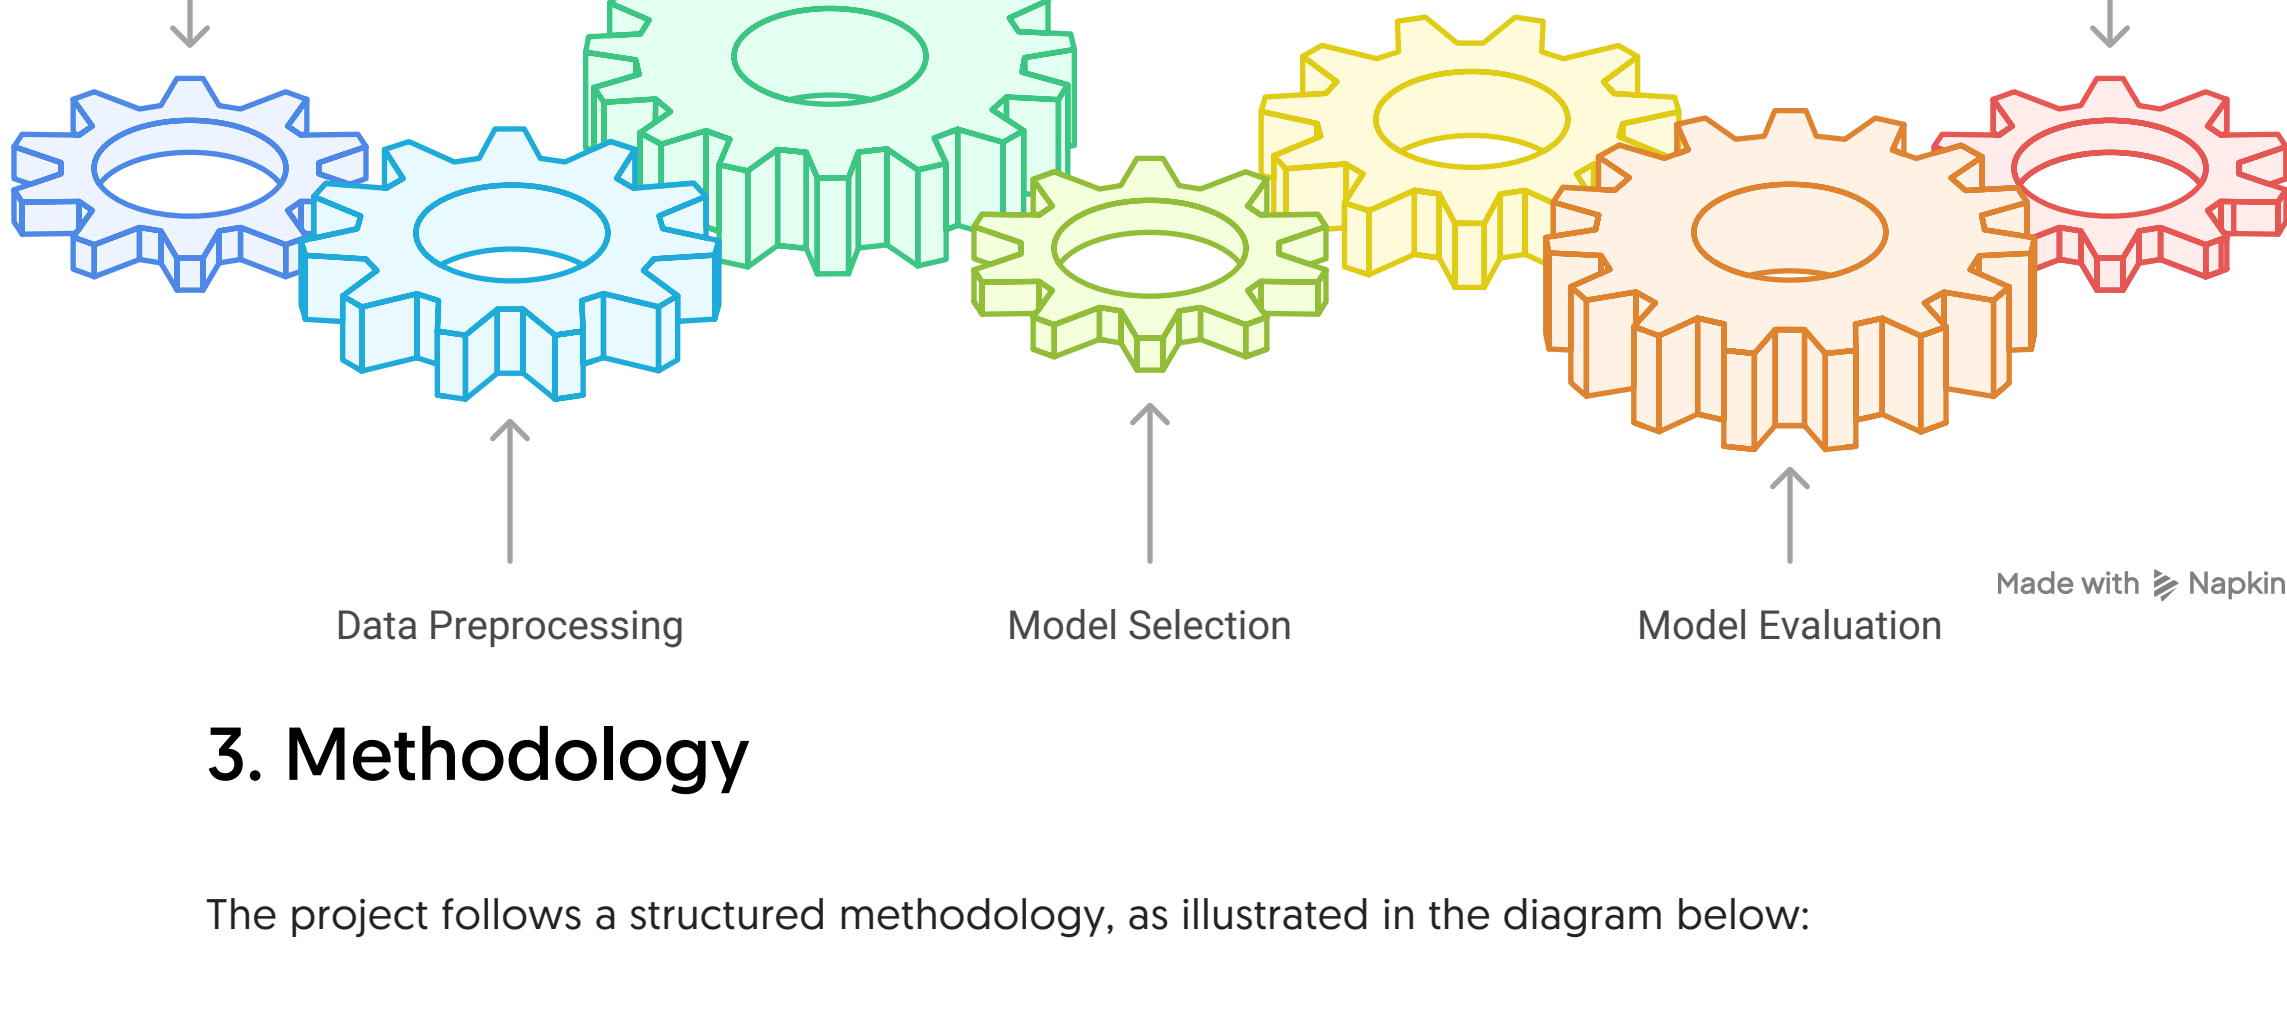 Made with Napkin
Data Preprocessing
Model Selection
Model Evaluation
3. Methodology
The project follows a structured methodology, as illustrated in the diagram below: